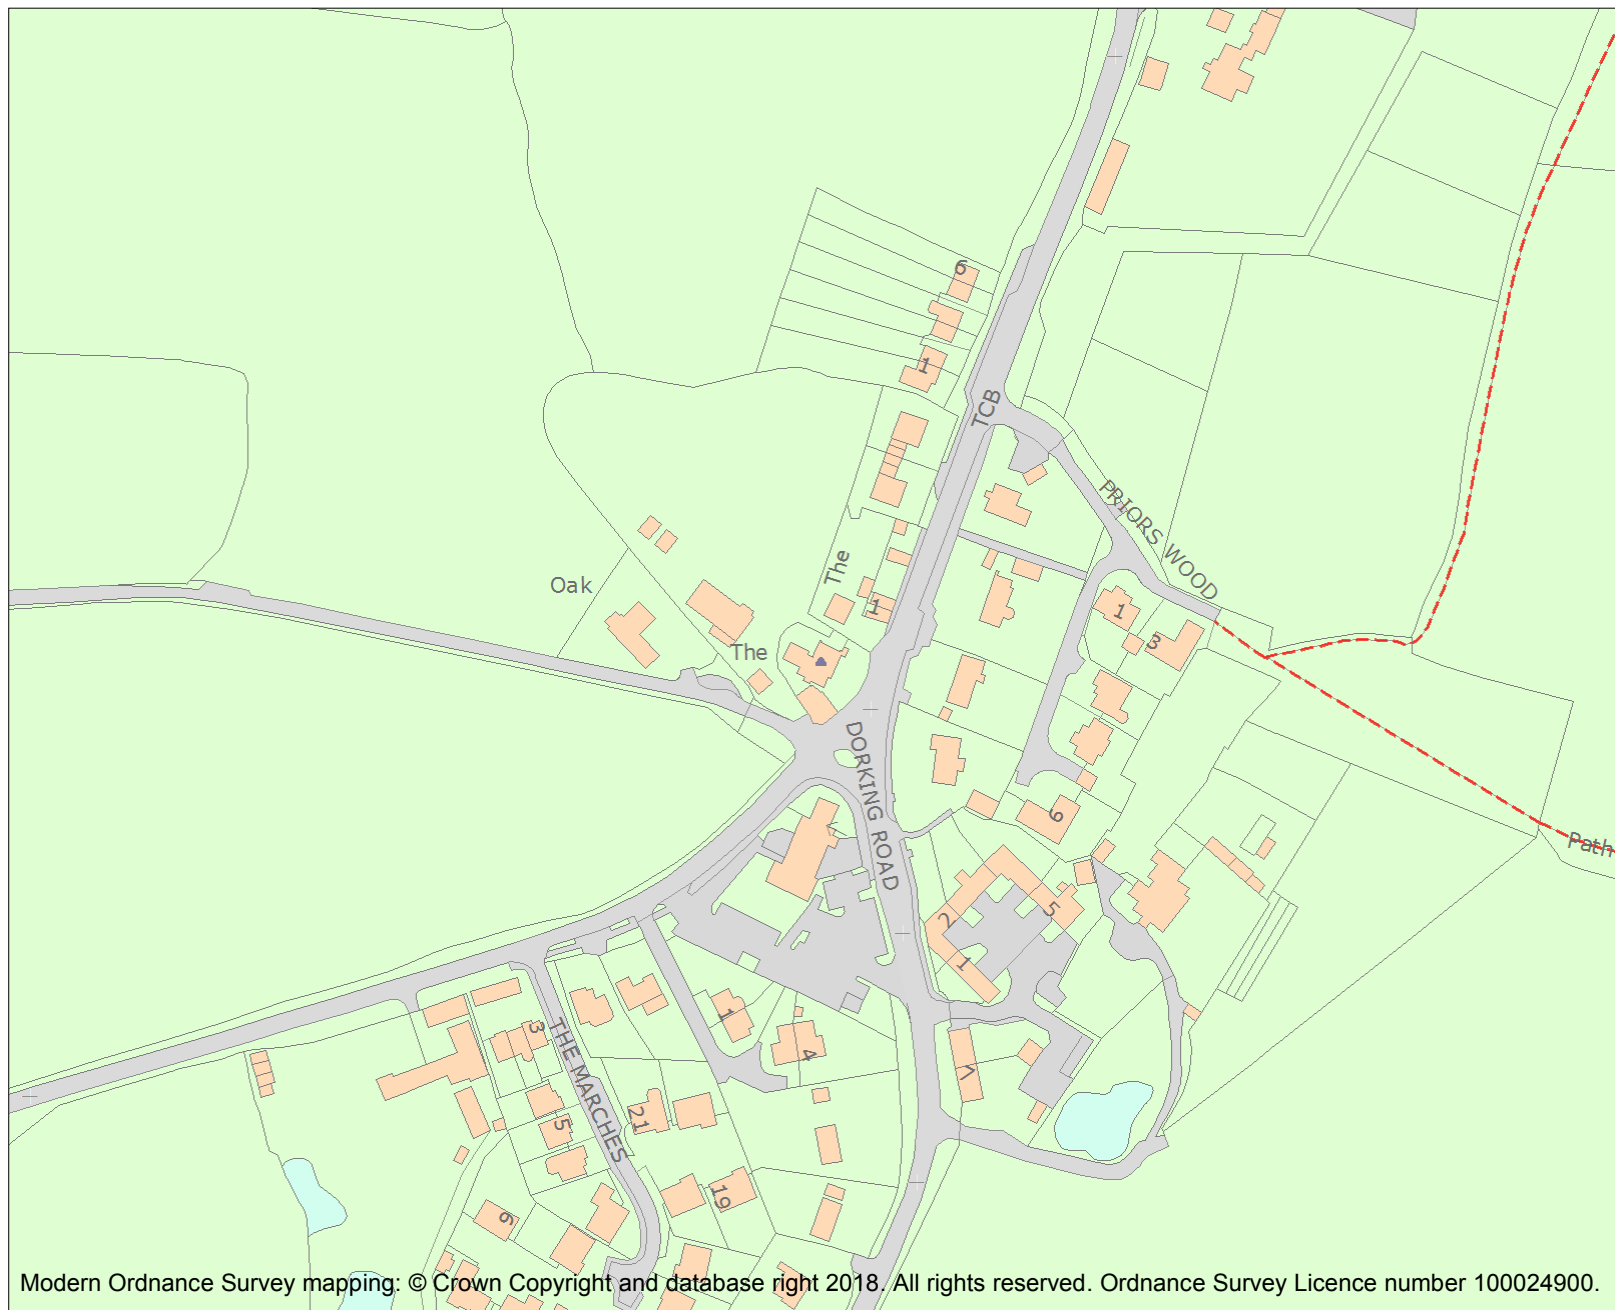 6
1
TCB
PRIORS WOOD
The
Oak
1
1
3
The
DORKING ROAD
6
Path
2
5
1
1
3
4
THE MARCHES
7
21
5
19
9
Modern Ordnance Survey mapping: © Crown Copyright and database right 2018. All rights reserved. Ordnance Survey Licence number 100024900.